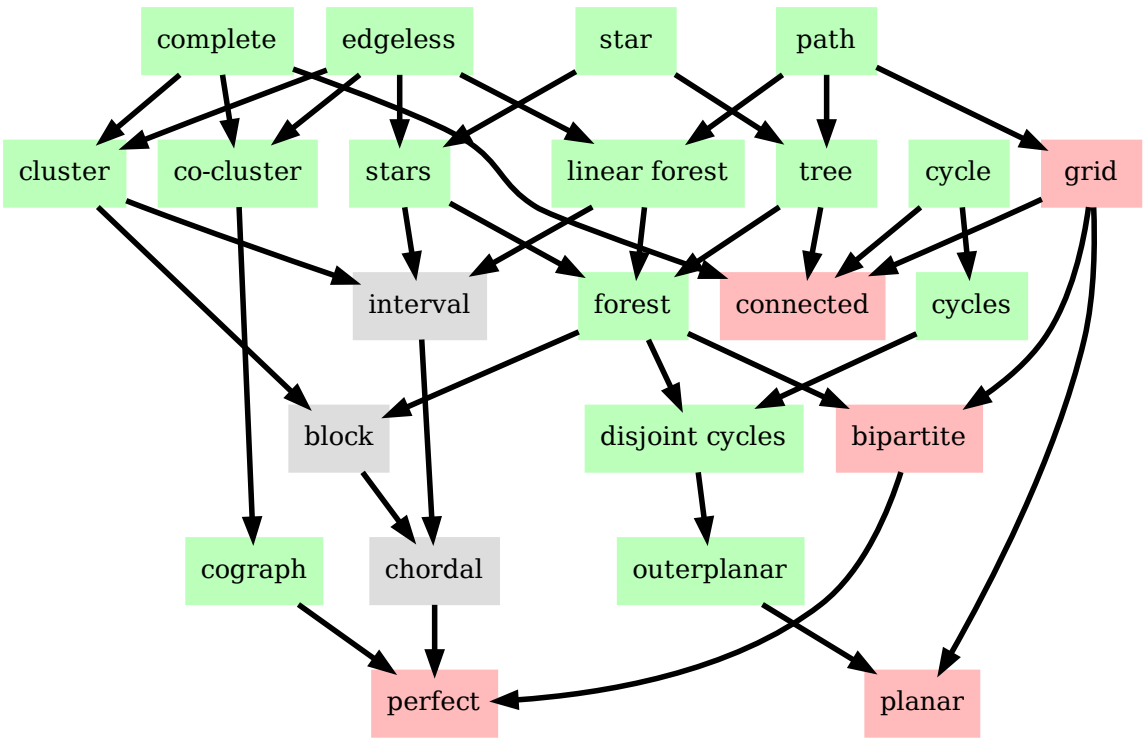 complete
edgeless
star
path
cluster
co-cluster
stars
linear forest
tree
cycle
grid
interval
forest
connected
cycles
block
disjoint cycles
bipartite
cograph
chordal
outerplanar
perfect
planar